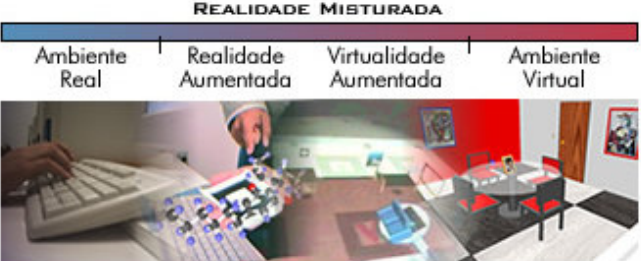 REALIDADE MISTURADA
Ambiente Real
Realidade Aumentada
Virtualidade Aumentada
Ambiente Virtual